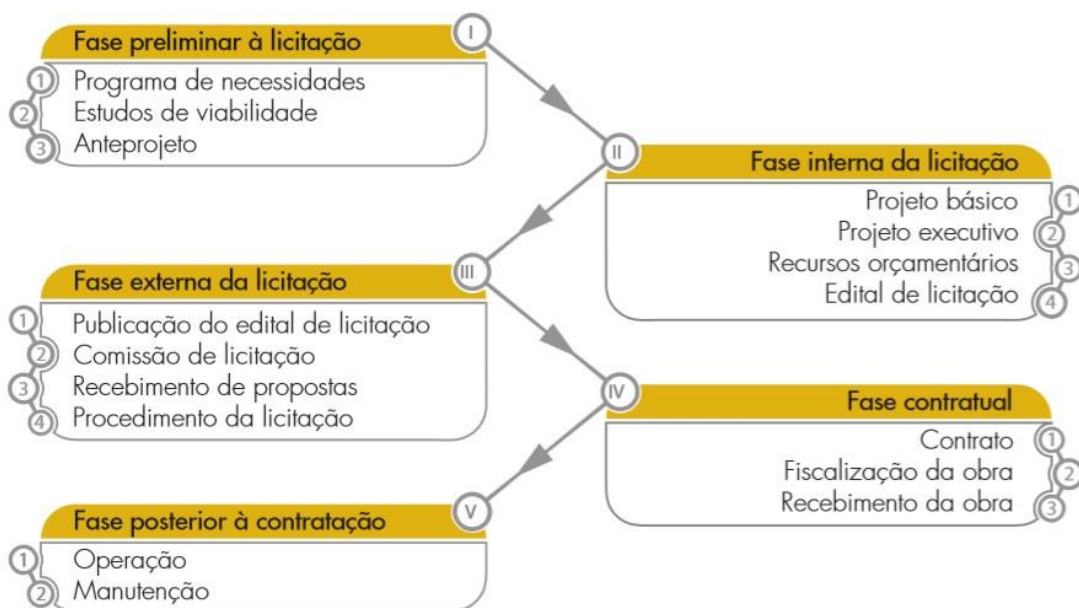 I
Fase preliminar à licitação
1 Programa de necessidades
2 Estudos de viabilidade
3 Anteprojeto
II
Fase interna da licitação
Projeto básico 1
Projeto executivo 2
Recursos orçamentários 3
Edital de licitação 4
III
Fase externa da licitação
1 Publicação do edital de licitação
2 Comissão de licitação
3 Recebimento de propostas
4 Procedimento da licitação
IV
Fase contratual
Contrato 1
Fiscalização da obra 2
Recebimento da obra 3
V
Fase posterior à contratação
1 Operação
2 Manutenção